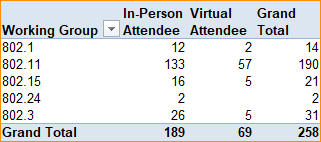 In-Person Virtual Grand
Working Group Attendee Attendee Total
802.1 12 2 14
802.11 133 57 190
802.15 16 5 21
802.24 2 2
802.3 26 5 31
Grand Total 189 69 258